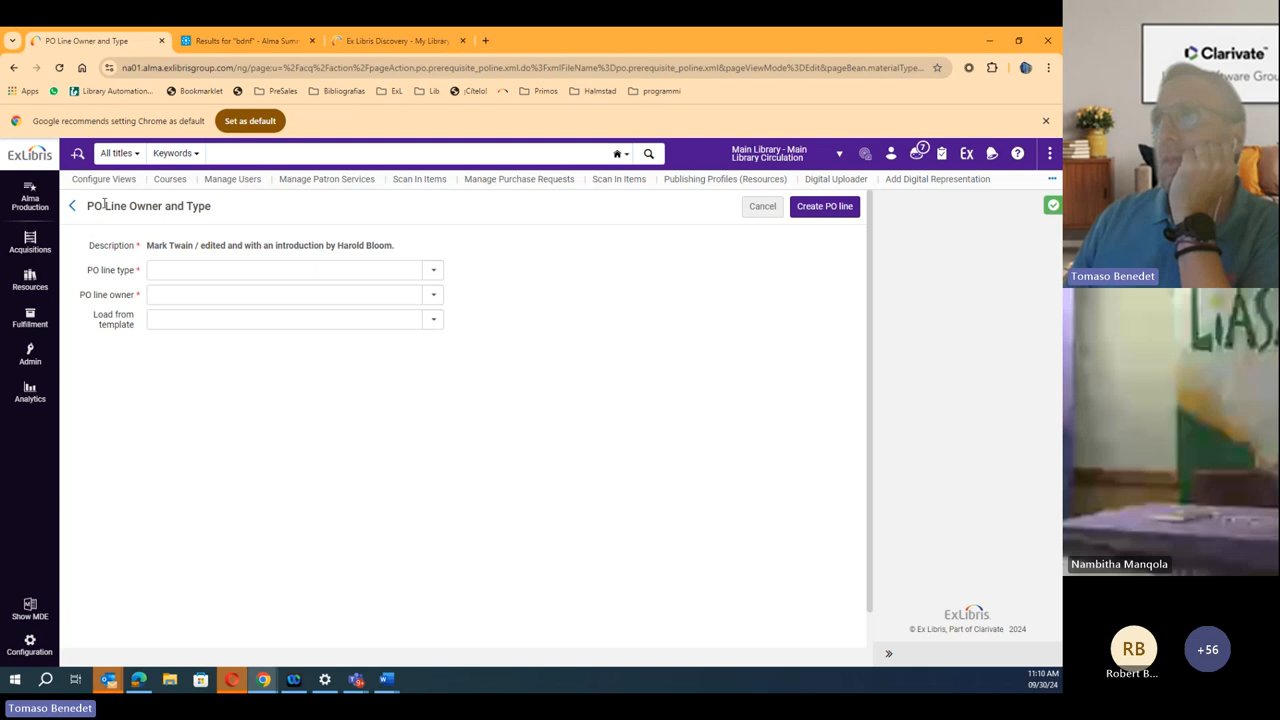 PO Line Owner and Type
Results for "bdnf" - Alma Sum
Ex Libris Discovery - My Library
na01.alma.exlibrisgroup.com/ng/page;u=%2Facq%2Faction%2FpageAction.po.prerequisite_poline.xml.do%3FxmlFileName%3Dpo.prerequisite_poline.xml&pageViewMode%3DEdit&pageBean.materialType...
Apps
Library Automation...
Bookmarklet
PreSales
Bibliografias
ExL
Lib
¡Cítelo!
Primos
Halmstad
programmi
Google recommends setting Chrome as default
Set as default
ExLibris
All titles
Keywords
Main Library - Main
Library Circulation
7
Ex
Configure Views
Courses
Manage Users
Manage Patron Services
Scan In Items
Manage Purchase Requests
Scan In Items
Publishing Profiles (Resources)
Digital Uploader
Add Digital Representation
Alma
Production
Acquisitions
Resources
Fulfillment
Admin
Analytics
Show MDE
Configuration
PO Line Owner and Type
Cancel
Create PO line
Description * Mark Twain / edited and with an introduction by Harold Bloom.
PO line type *
PO line owner *
Load from
template
ExLibris
© Ex Libris, Part of Clarivate 2024
11:10 AM
09/30/24
Tomaso Benedet
Clarivate™
Tomaso Benedet
LIAS
Nambitha Manqola
RB
Robert B...
+56